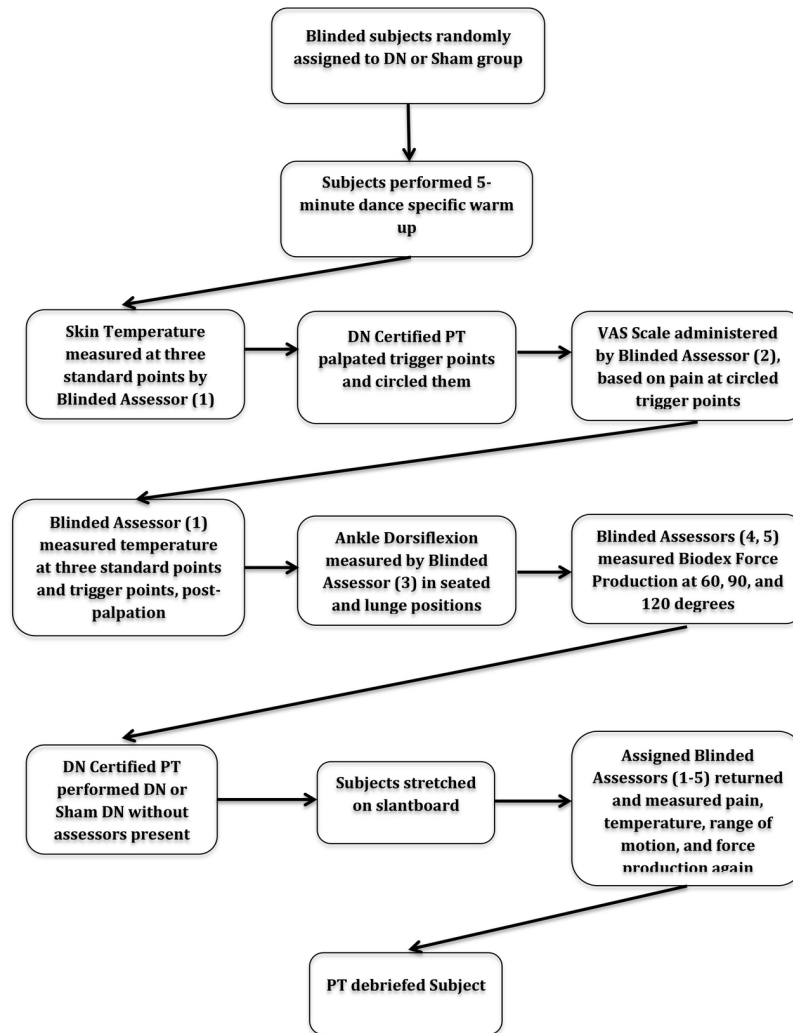 Blinded subjects randomly
assigned to DN or Sham group
Subjects performed 5-
minute dance specific warm
up
Skin Temperature
measured at three
standard points by
Blinded Assessor (1)
DN Certified PT
palpated trigger points
and circled them
VAS Scale administered
by Blinded Assessor (2),
based on pain at circled
trigger points
Blinded Assessor (1)
measured temperature
at three standard points
and trigger points, post-
palpation
Ankle Dorsiflexion
measured by Blinded
Assessor (3) in seated
and lunge positions
Blinded Assessors (4, 5)
measured Biodex Force
Production at 60, 90, and
120 degrees
DN Certified PT
performed DN or
Sham DN without
assessors present
Subjects stretched
on slantboard
Assigned Blinded
Assessors (1-5) returned
and measured pain,
temperature, range of
motion, and force
production again
PT debriefed Subject